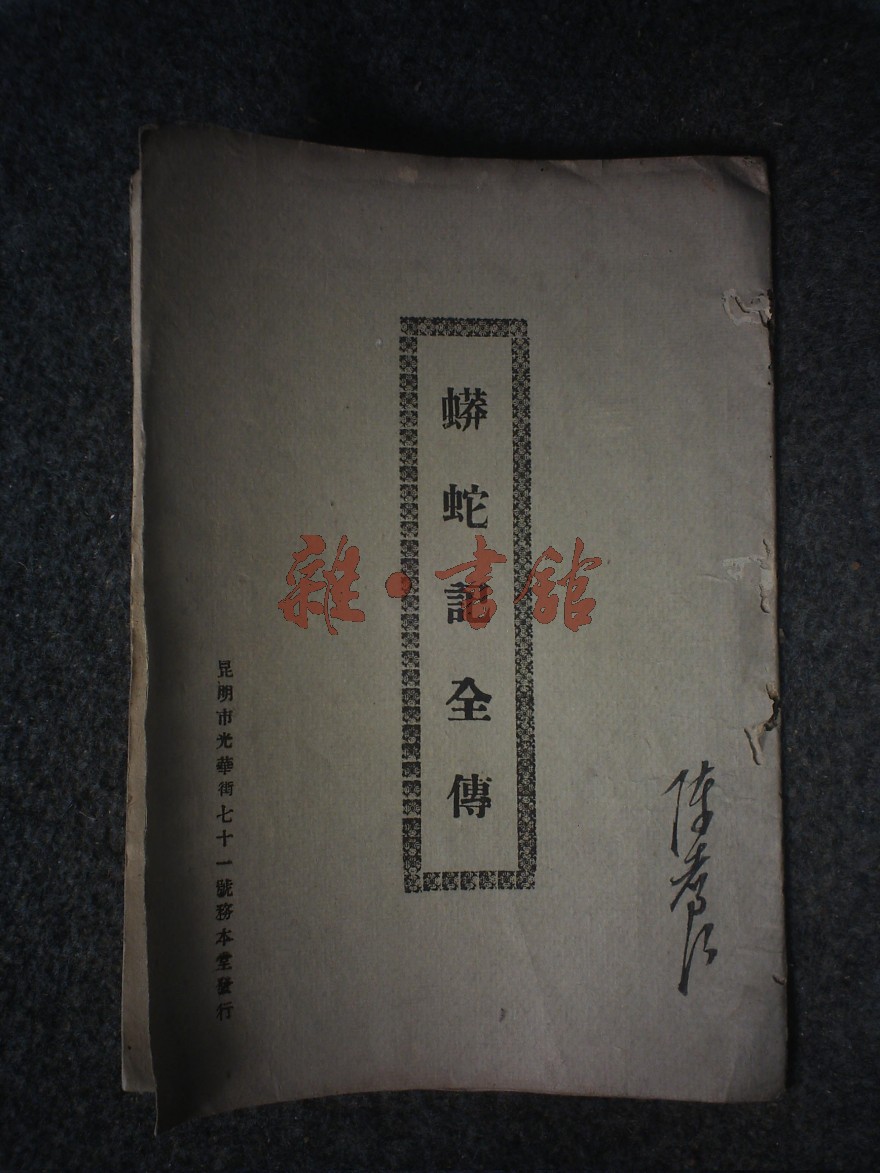 蟒蛇記全傳
昆明市光華街七十一號務本堂發行
雜·書館